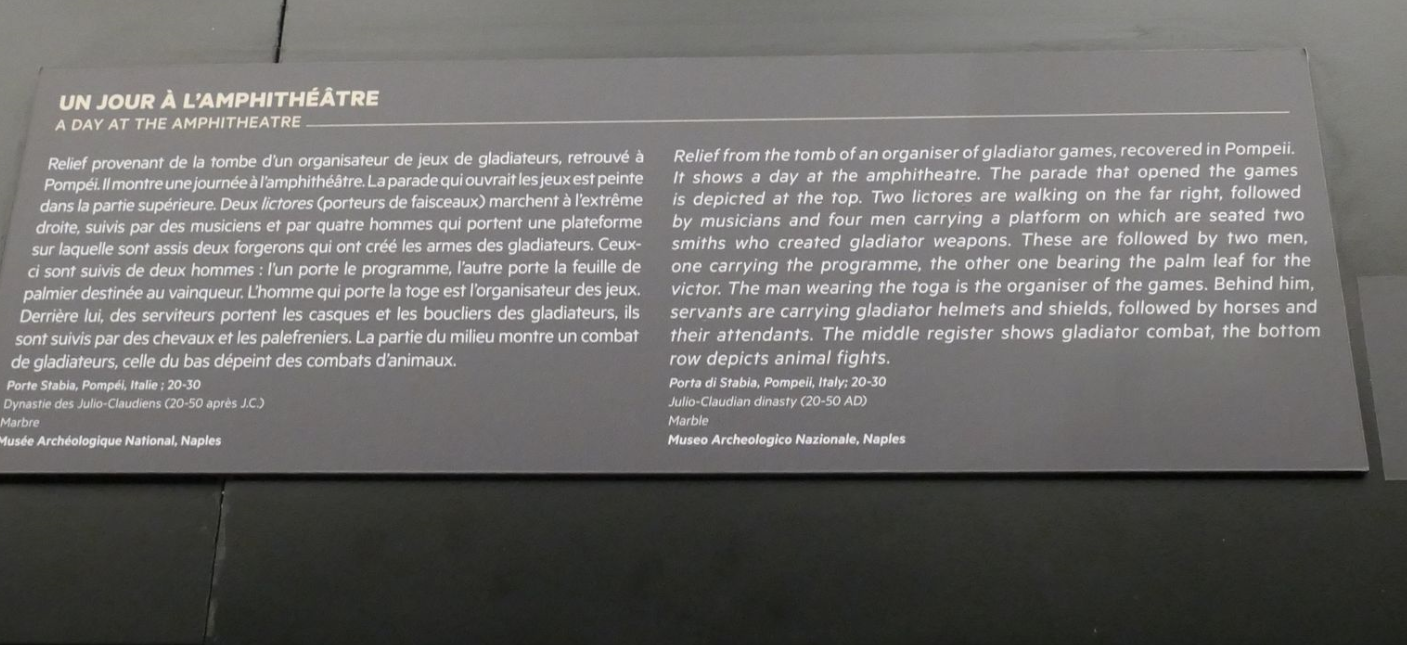 UN JOUR À L'AMPHITHÉÂTRE
A DAY AT THE AMPHITHEATRE
Relief provenant de la tombe d'un organisateur de jeux de gladiateurs, retrouvé à
Pompéi. Il montre une journée à l'amphithéâtre. La parade qui ouvrait les jeux est peinte
dans la partie supérieure. Deux lictores (porteurs de faisceaux) marchent à l'extrême
droite, suivis par des musiciens et par quatre hommes qui portent une plateforme
sur laquelle sont assis deux forgerons qui ont créé les armes des gladiateurs. Ceux-
ci sont suivis de deux hommes : l'un porte le programme, l'autre porte la feuille de
palmier destinée au vainqueur. L'homme qui porte la toge est l'organisateur des jeux.
Derrière lui, des serviteurs portent les casques et les boucliers des gladiateurs, ils
sont suivis par des chevaux et les palefreniers. La partie du milieu montre un combat
de gladiateurs, celle du bas dépeint des combats d'animaux.
Porte Stabia, Pompéi, Italie ; 20-30
Dynastie des Julio-Claudiens (20-50 après J.C.)
Marbre
Musée Archéologique National, Naples
Relief from the tomb of an organiser of gladiator games, recovered in Pompeii.
It shows a day at the amphitheatre. The parade that opened the games
is depicted at the top. Two lictores are walking on the far right, followed
by musicians and four men carrying a platform on which are seated two
smiths who created gladiator weapons. These are followed by two men,
one carrying the programme, the other one bearing the palm leaf for the
victor. The man wearing the toga is the organiser of the games. Behind him,
servants are carrying gladiator helmets and shields, followed by horses and
their attendants. The middle register shows gladiator combat, the bottom
row depicts animal fights.
Porta di Stabia, Pompeii, Italy; 20-30
Julio-Claudian dinasty (20-50 AD)
Marble
Museo Archeologico Nazionale, Naples